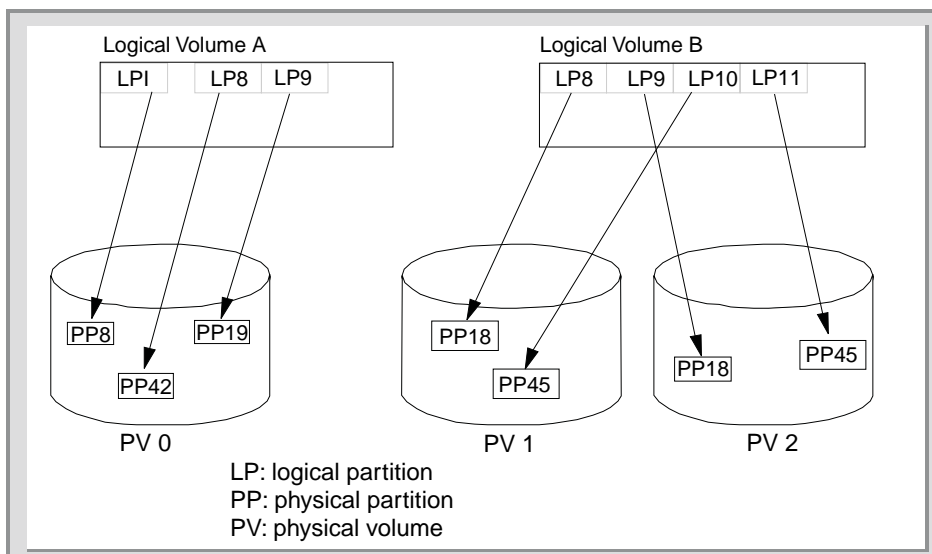 Logical Volume A
Logical Volume B
LPI LP8 LP9
LP8 LP9 LP10 LP11
PP8
PP19
PP42
PP18
PP45
PP18
PP45
PV 0
PV 1
PV 2
LP: logical partition
PP: physical partition
PV: physical volume